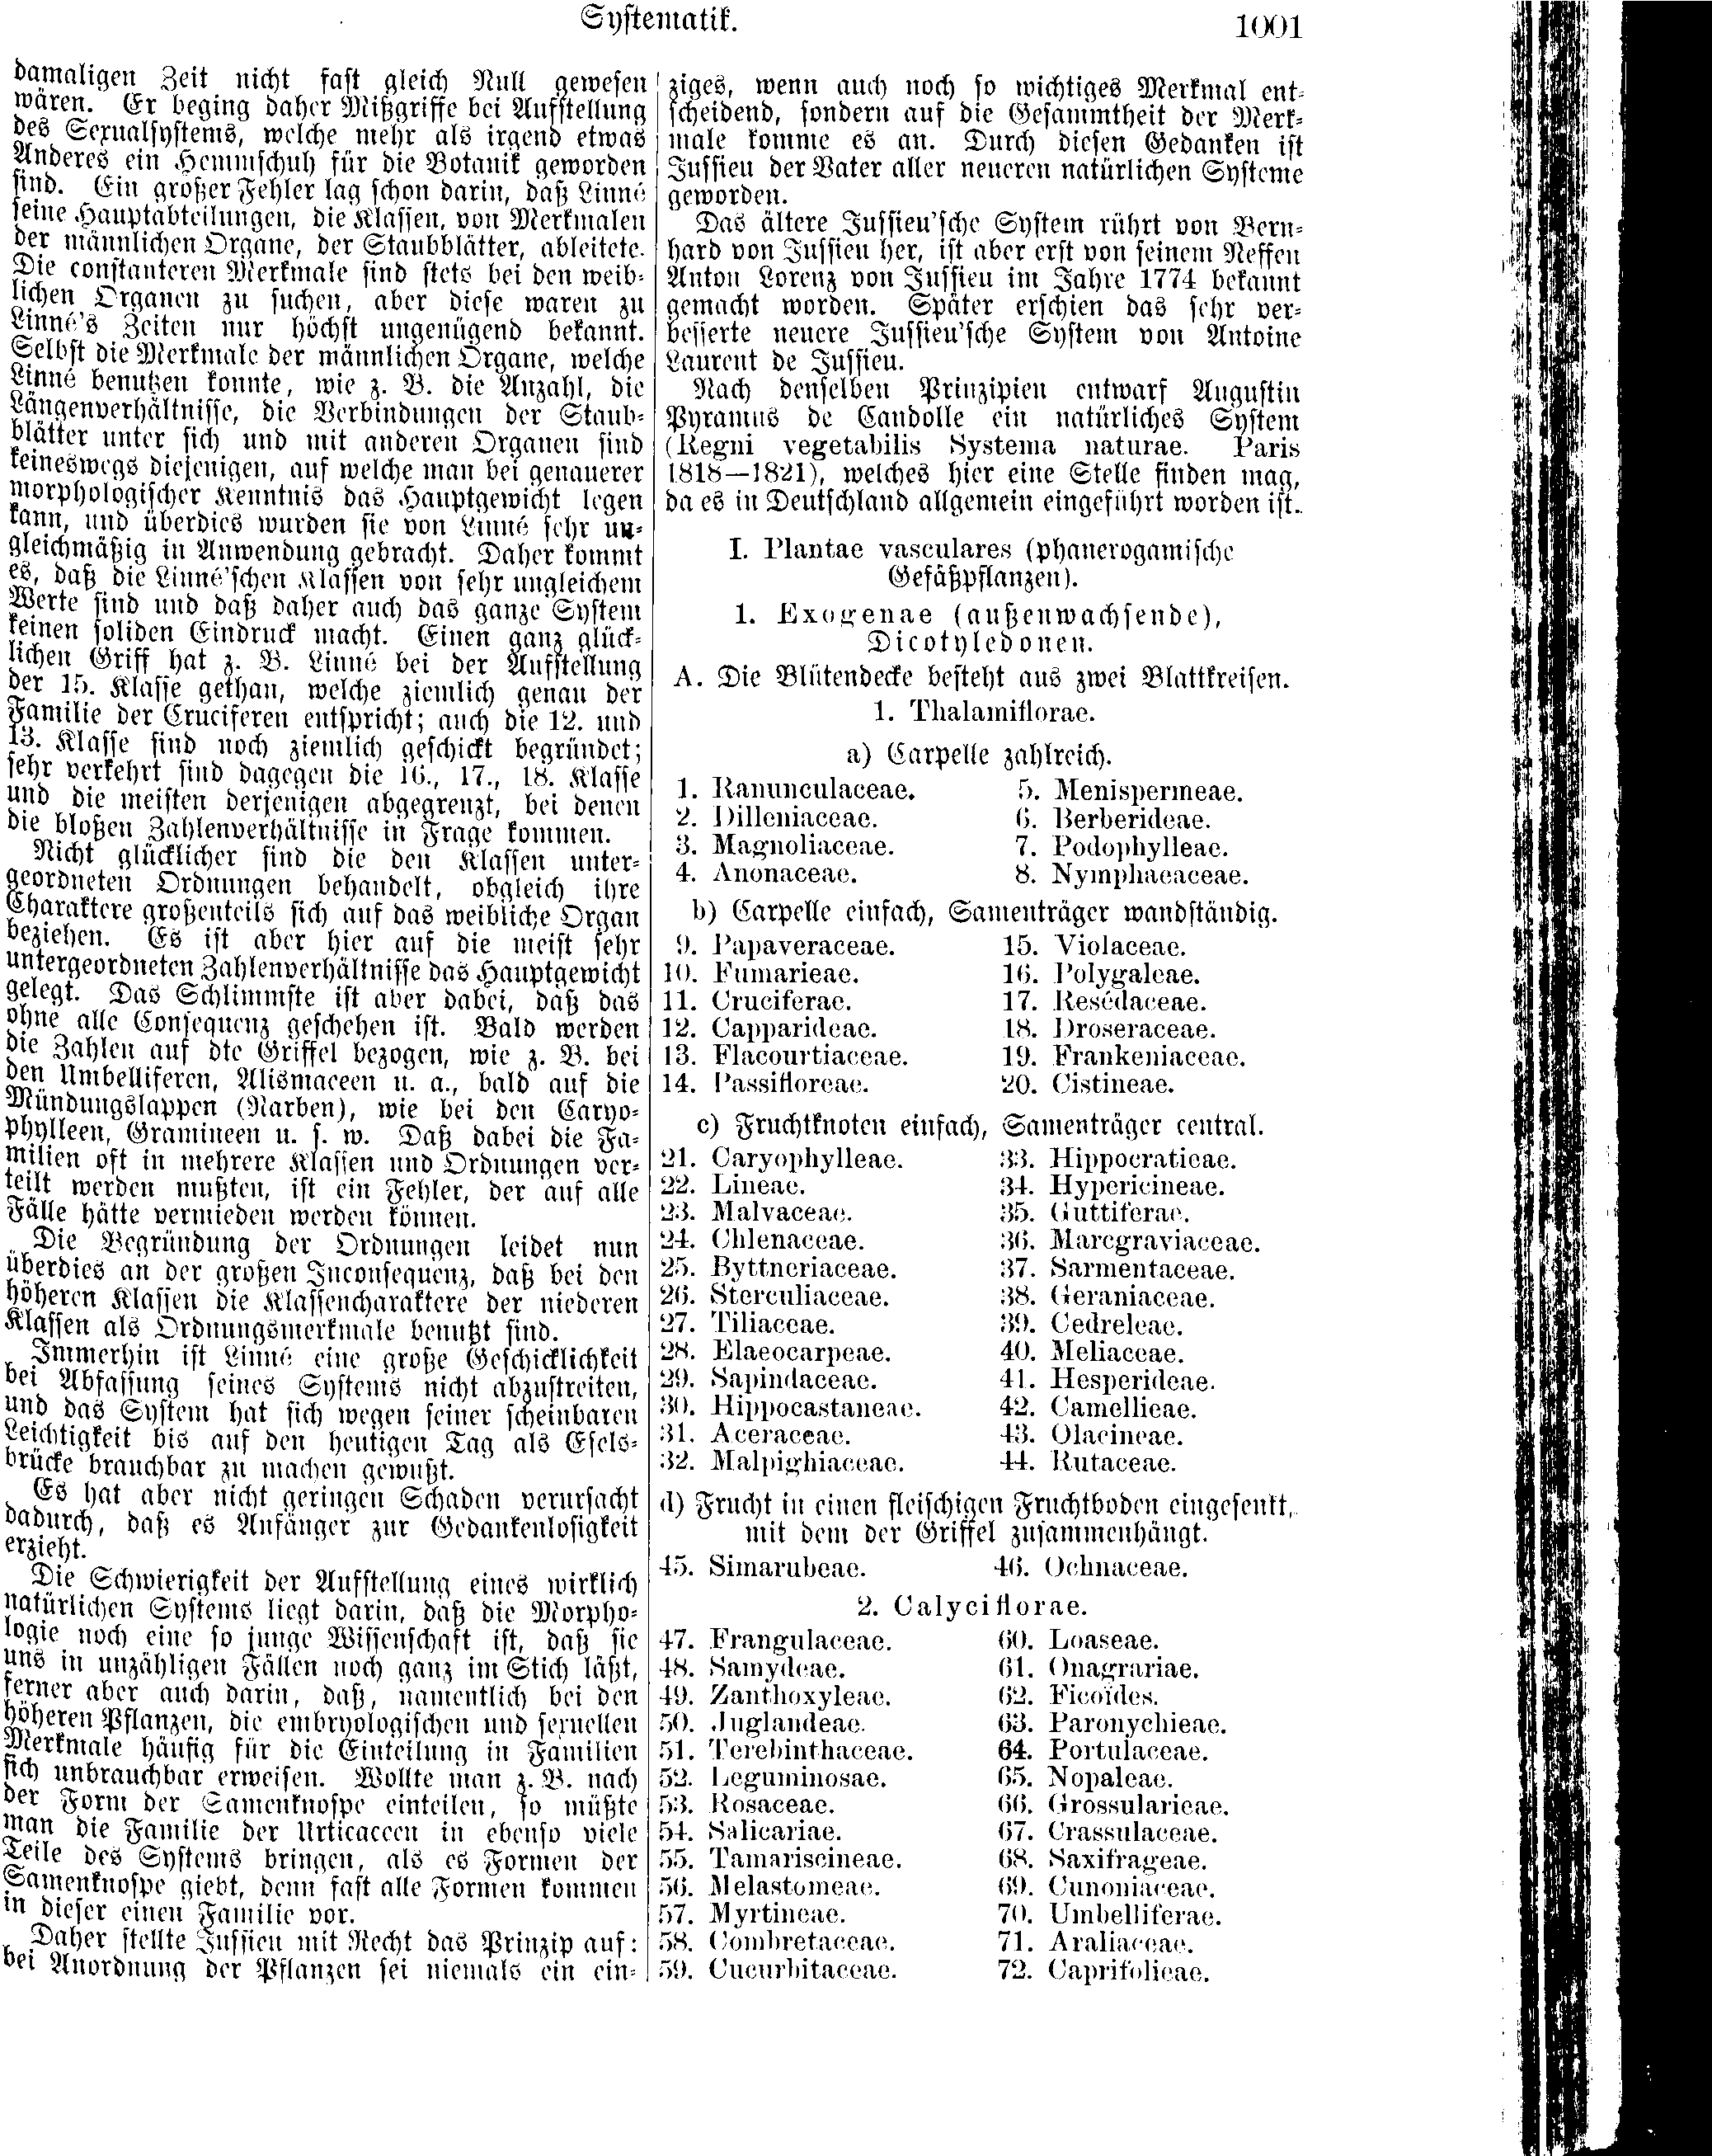 Systematik.
1001
damaligen Zeit nicht fast gleich Null gewesen
wären. Er beging daher Mißgriffe bei Aufstellung
des Sexualsystems, welche mehr als irgend etwas
Anderes ein Hemmschuh für die Botanik geworden
sind. Ein großer Fehler lag schon darin, daß Linné
seine Hauptabteilungen, die Klassen, von Merkmalen
der männlichen Organe, der Staubblätter, ableitete.
Die constanteren Merkmale sind stets bei den weib-
lichen Organen zu suchen, aber diese waren zu
Linné's Zeiten nur höchst ungenügend bekannt.
Selbst die Merkmale der männlichen Organe, welche
Linné benutzen konnte, wie z. B. die Anzahl, die
Längenverhältnisse, die Verbindungen der Staub-
blätter unter sich und mit anderen Organen sind
keineswegs diejenigen, auf welche man bei genauerer
morphologischer Kenntnis das Hauptgewicht legen
kann, und überdies wurden sie von Linné sehr un-
gleichmäßig in Anwendung gebracht. Daher kommt
es, daß die Linné'schen Klassen von sehr ungleichem
Werte sind und daß daher auch das ganze System
keinen soliden Eindruck macht. Einen ganz glück-
lichen Griff hat z. B. Linné bei der Aufstellung
der 15. Klasse gethan, welche ziemlich genau der
Familie der Cruciferen entspricht; auch die 12. und
13. Klasse sind noch ziemlich geschickt begründet;
sehr verkehrt sind dagegen die 16., 17., 18. Klasse
und die meisten derjenigen abgegrenzt, bei denen
die bloßen Zahlenverhältnisse in Frage kommen.
Nicht glücklicher sind die den Klassen unter-
geordneten Ordnungen behandelt, obgleich ihre
Charaktere großenteils sich auf das weibliche Organ
beziehen. Es ist aber hier auf die meist sehr
untergeordneten Zahlenverhältnisse das Hauptgewicht
gelegt. Das Schlimmste ist aber dabei, daß das
ohne alle Consequenz geschehen ist. Bald werden
die Zahlen auf dte Griffel bezogen, wie z. B. bei
den Umbelliferen, Alismaceen u. a., bald auf die
Mündungslappen (Narben), wie bei den Caryo-
phylleen, Gramineen u. s. w. Daß dabei die Fa-
milien oft in mehrere Klassen und Ordnungen ver-
teilt werden mußten, ist ein Fehler, der auf alle
Fälle hätte vermieden werden können.
Die Begründung der Ordnungen leidet nun
überdies an der großen Inconsequenz, daß bei den
höheren Klassen die Klassencharaktere der niederen
Klassen als Ordnungsmerkmale benutzt sind.
Immerhin ist Linné eine große Geschicklichkeit
bei Abfassung seines Systems nicht abzustreiten,
und das System hat sich wegen seiner scheinbaren
Leichtigkeit bis auf den heutigen Tag als Esels-
brücke brauchbar zu machen gewußt.
Es hat aber nicht geringen Schaden verursacht
dadurch, daß es Anfänger zur Gedankenlosigkeit
erzieht.
Die Schwierigkeit der Aufstellung eines wirklich
natürlichen Systems liegt darin, daß die Morpho-
logie noch eine so junge Wissenschaft ist, daß sie
uns in unzähligen Fällen noch ganz im Stich läßt,
ferner aber auch darin, daß, namentlich bei den
höheren Pflanzen, die embryologischen und sexuellen
Merkmale häufig für die Einteilung in Familien
sich unbrauchbar erweisen. Wollte man z. B. nach
der Form der Samenknospe einteilen, so müßte
man die Familie der Urticaceen in ebenso viele
Teile des Systems bringen, als es Formen der
Samenknospe giebt, denn fast alle Formen kommen
in dieser einen Familie vor.
Daher stellte Jussieu mit Recht das Prinzip auf:
bei Anordnung der Pflanzen sei niemals ein ein-
ziges, wenn auch noch so wichtiges Merkmal ent-
scheidend, sondern auf die Gesammtheit der Merk-
male komme es an. Durch diesen Gedanken ist
Jussieu der Vater aller neueren natürlichen Systeme
geworden.
Das ältere Jussieu'sche System rührt von Bern-
hard von Jussieu her, ist aber erst von seinem Neffen
Anton Lorenz von Jussieu im Jahre 1774 bekannt
gemacht worden. Später erschien das sehr ver-
besserte neuere Jussieu'sche System von Antoine
Laurent de Jussieu.
Nach denselben Prinzipien entwarf Augustin
Pyramus de Candolle ein natürliches System
(Regni vegetabilis Systema naturae. Paris
1818—1821), welches hier eine Stelle finden mag,
da es in Deutschland allgemein eingeführt worden ist.
I. Plantae vasculares (phanerogamische
Gefäßpflanzen).
1. Exogenae (außenwachsende),
Dicotyledonen.
A. Die Blütendecke besteht aus zwei Blattkreisen.
1. Thalamiflorae.
a) Carpelle zahlreich.
1. Ranunculaceae.
2. Dilleniaceae.
3. Magnoliaceae.
4. Anonaceae.
5. Menispermeae.
6. Berberideae.
7. Podophylleae.
8. Nymphaeaceae.
b) Carpelle einfach, Samenträger wandständig.
9. Papaveraceae.
10. Fumarieae.
11. Cruciferae.
12. Capparideae.
13. Flacourtiaceae.
14. Passifloreae.
15. Violaceae.
16. Polygaleae.
17. Resédaceae.
18. Droseraceae.
19. Frankeniaceae.
20. Cistineae.
c) Fruchtknoten einfach, Samenträger central.
21. Caryophylleae.
22. Lineae.
23. Malvaceae.
24. Chlenaceae.
25. Byttneriaceae.
26. Sterculiaceae.
27. Tiliaceae.
28. Elaeocarpeae.
29. Sapindaceae.
30. Hippocastaneae.
31. Aceraceae.
32. Malpighiaceae.
33. Hippocraticae.
34. Hypericineae.
35. Guttiferae.
36. Marcgraviaceae.
37. Sarmentaceae.
38. Geraniaceae.
39. Cedreleae.
40. Meliaceae.
41. Hesperideae.
42. Camellieae.
43. Olacineae.
44. Rutaceae.
d) Frucht in einen fleischigen Fruchtboden eingesenkt,
mit dem der Griffel zusammenhängt.
45. Simarubeae.
46. Ochnaceae.
2. Calyciflorae.
47. Frangulaceae.
48. Samydeae.
49. Zanthoxyleae.
50. Juglandeae.
51. Terebinthaceae.
52. Leguminosae.
53. Rosaceae.
54. Salicariae.
55. Tamariscineae.
56. Melastomeae.
57. Myrtineae.
58. Combretaceae.
59. Cucurbitaceae.
60. Loaseae.
61. Onagrariae.
62. Ficoïdes.
63. Paronychieae.
64. Portulaceae.
65. Nopaleae.
66. Grossularieae.
67. Crassulaceae.
68. Saxifrageae.
69. Cunoniaceae.
70. Umbelliferae.
71. Araliaceae.
72. Caprifolieae.